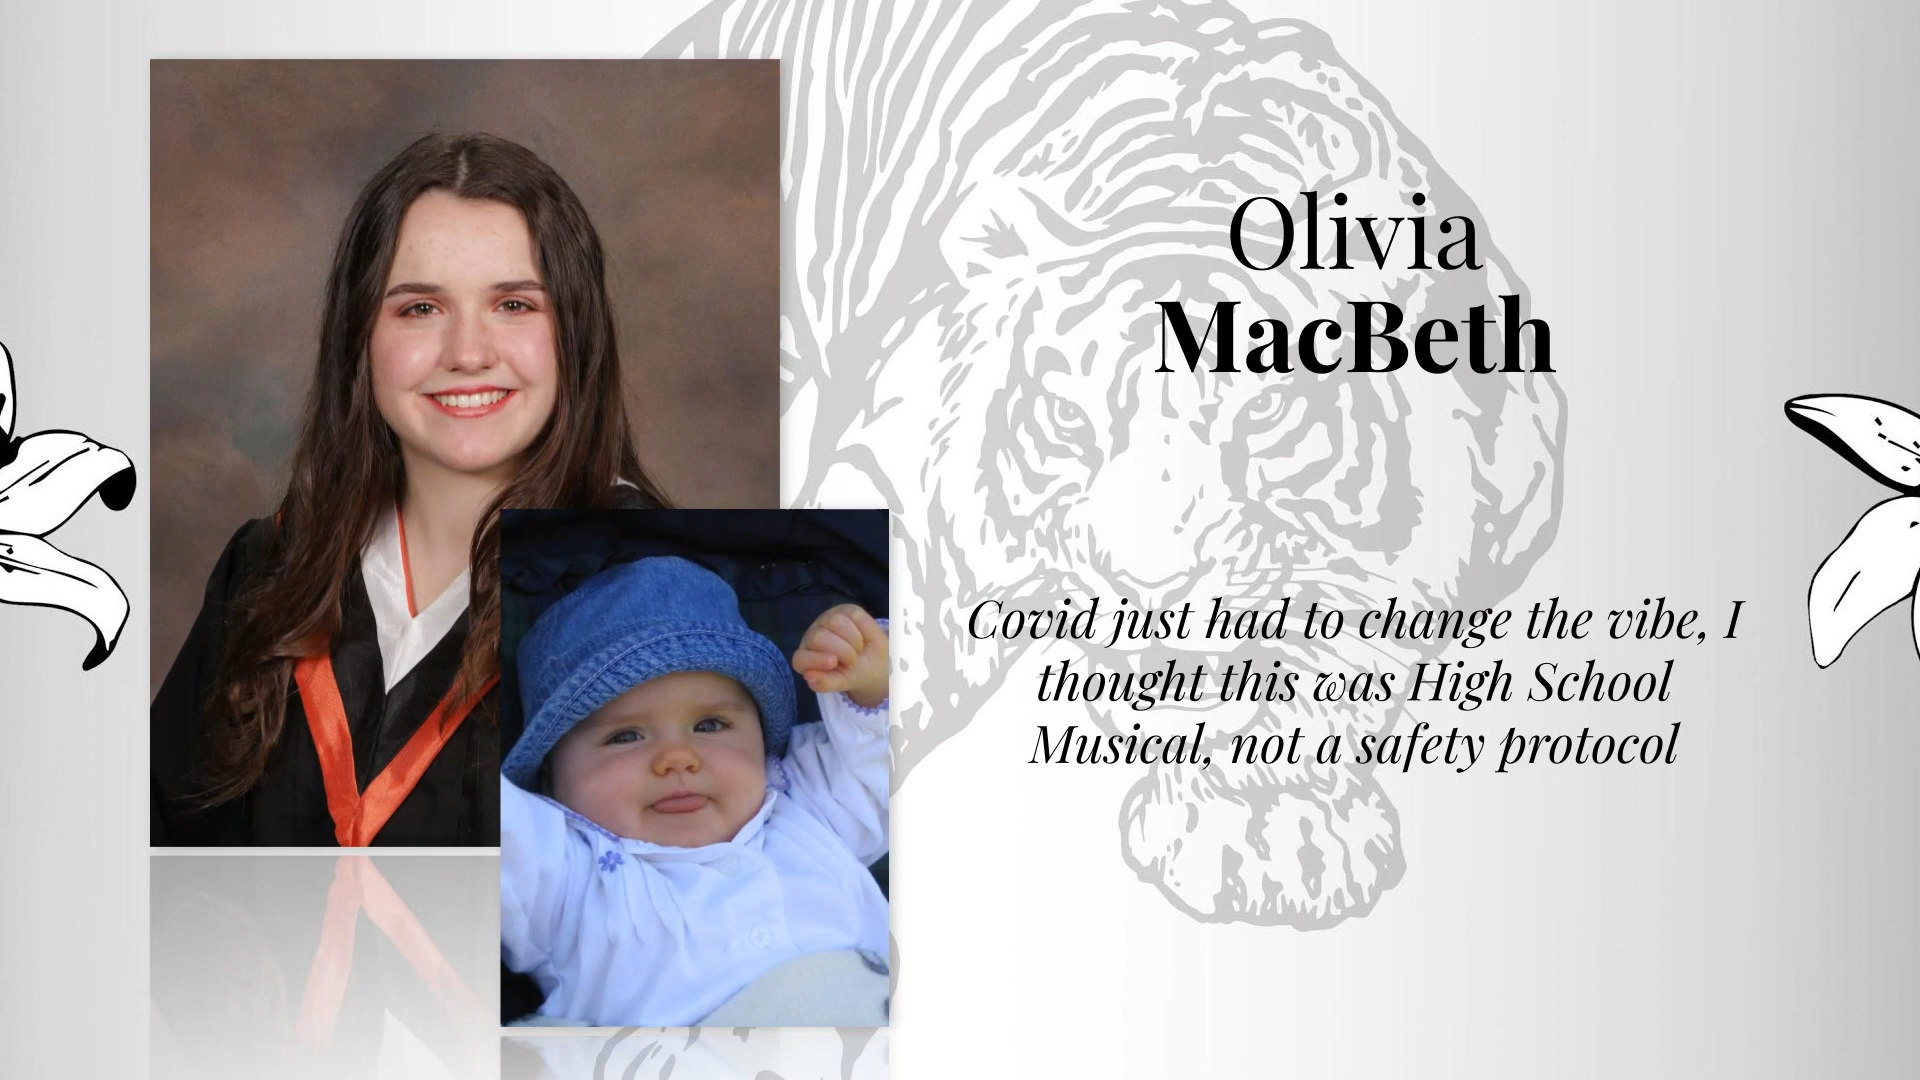 Olivia
MacBeth
Covid just had to change the vibe, I
thought this was High School
Musical, not a safety protocol